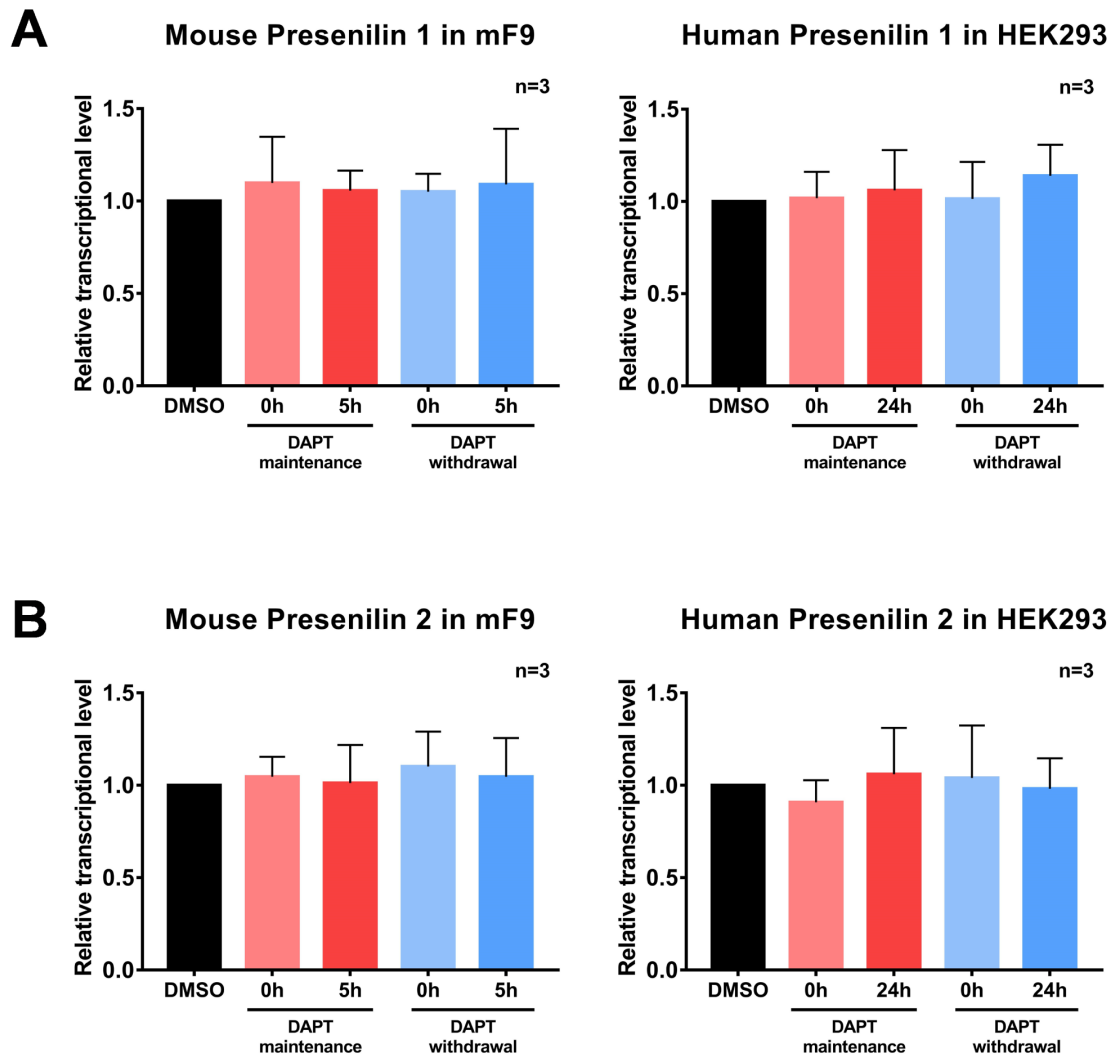 A
Mouse Presenilin 1 in mF9
n=3
Relative transcriptional level
1.5
1.0
0.5
0.0
DMSO 0h 5h 0h 5h
DAPT maintenance
DAPT withdrawal
Human Presenilin 1 in HEK293
n=3
Relative transcriptional level
1.5
1.0
0.5
0.0
DMSO 0h 24h 0h 24h
DAPT maintenance
DAPT withdrawal
B
Mouse Presenilin 2 in mF9
n=3
Relative transcriptional level
1.5
1.0
0.5
0.0
DMSO 0h 5h 0h 5h
DAPT maintenance
DAPT withdrawal
Human Presenilin 2 in HEK293
n=3
Relative transcriptional level
1.5
1.0
0.5
0.0
DMSO 0h 24h 0h 24h
DAPT maintenance
DAPT withdrawal